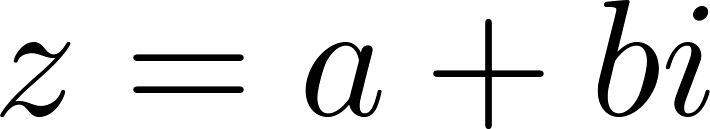 z = a + bi